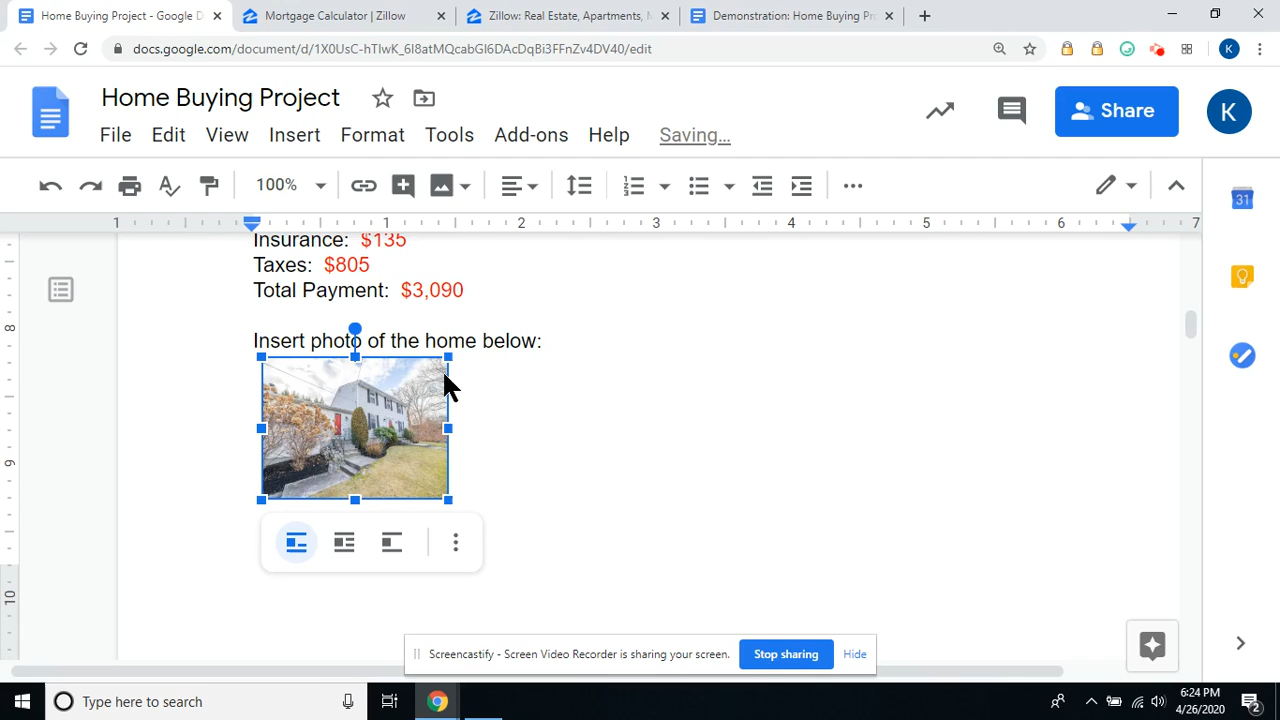 Home Buying Project - Google D
Mortgage Calculator | Zillow
Zillow: Real Estate, Apartments, M
Demonstration: Home Buying Pr
docs.google.com/document/d/1X0UsC-hTIwK_6I8atMQcabGI6DAcDqBi3FFnZv4DV40/edit
K
Home Buying Project
Share
K
File Edit View Insert Format Tools Add-ons Help Saving...
100%
1 1 2 3 4 5 6 7
31
Insurance: $135
Taxes: $805
Total Payment: $3,090
8
Insert photo of the home below:
9
10
Screencastify - Screen Video Recorder is sharing your screen. Stop sharing Hide
Type here to search
6:24 PM
4/26/2020
2